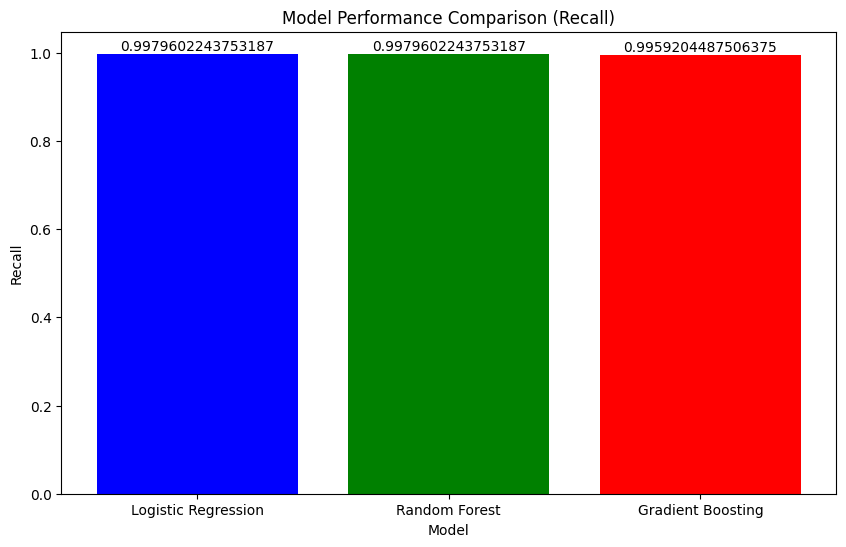 Model Performance Comparison (Recall)
0.9979602243753187
0.9979602243753187
0.9959204487506375
1.0
0.8
0.6
0.4
0.2
0.0
Recall
Logistic Regression
Random Forest
Gradient Boosting
Model